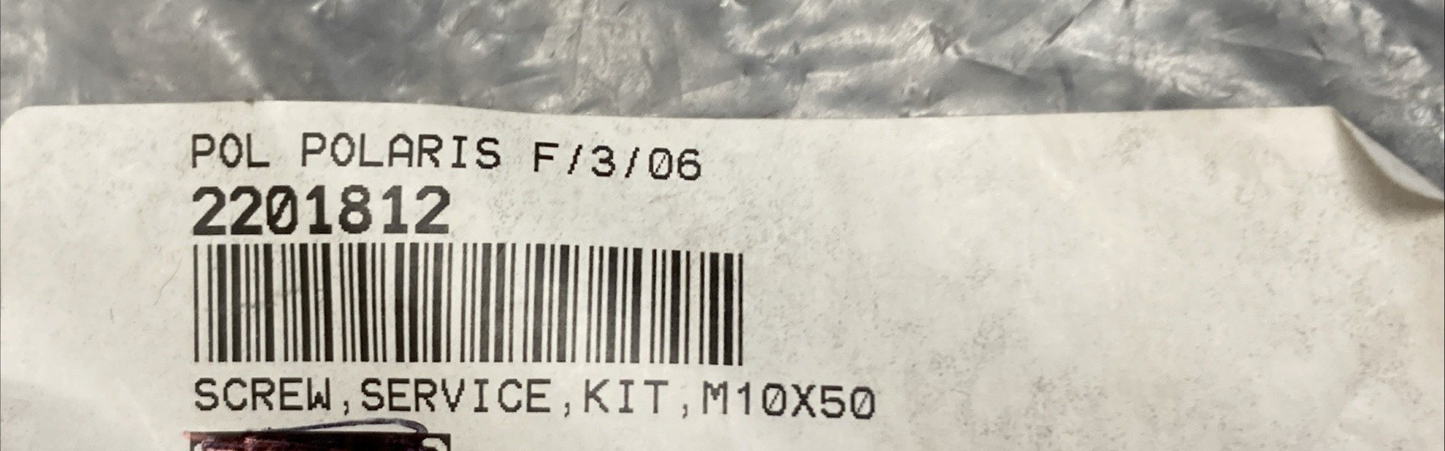 POL POLARIS F/3/06
2201812
SCREW,SERVICE,KIT,M10X50